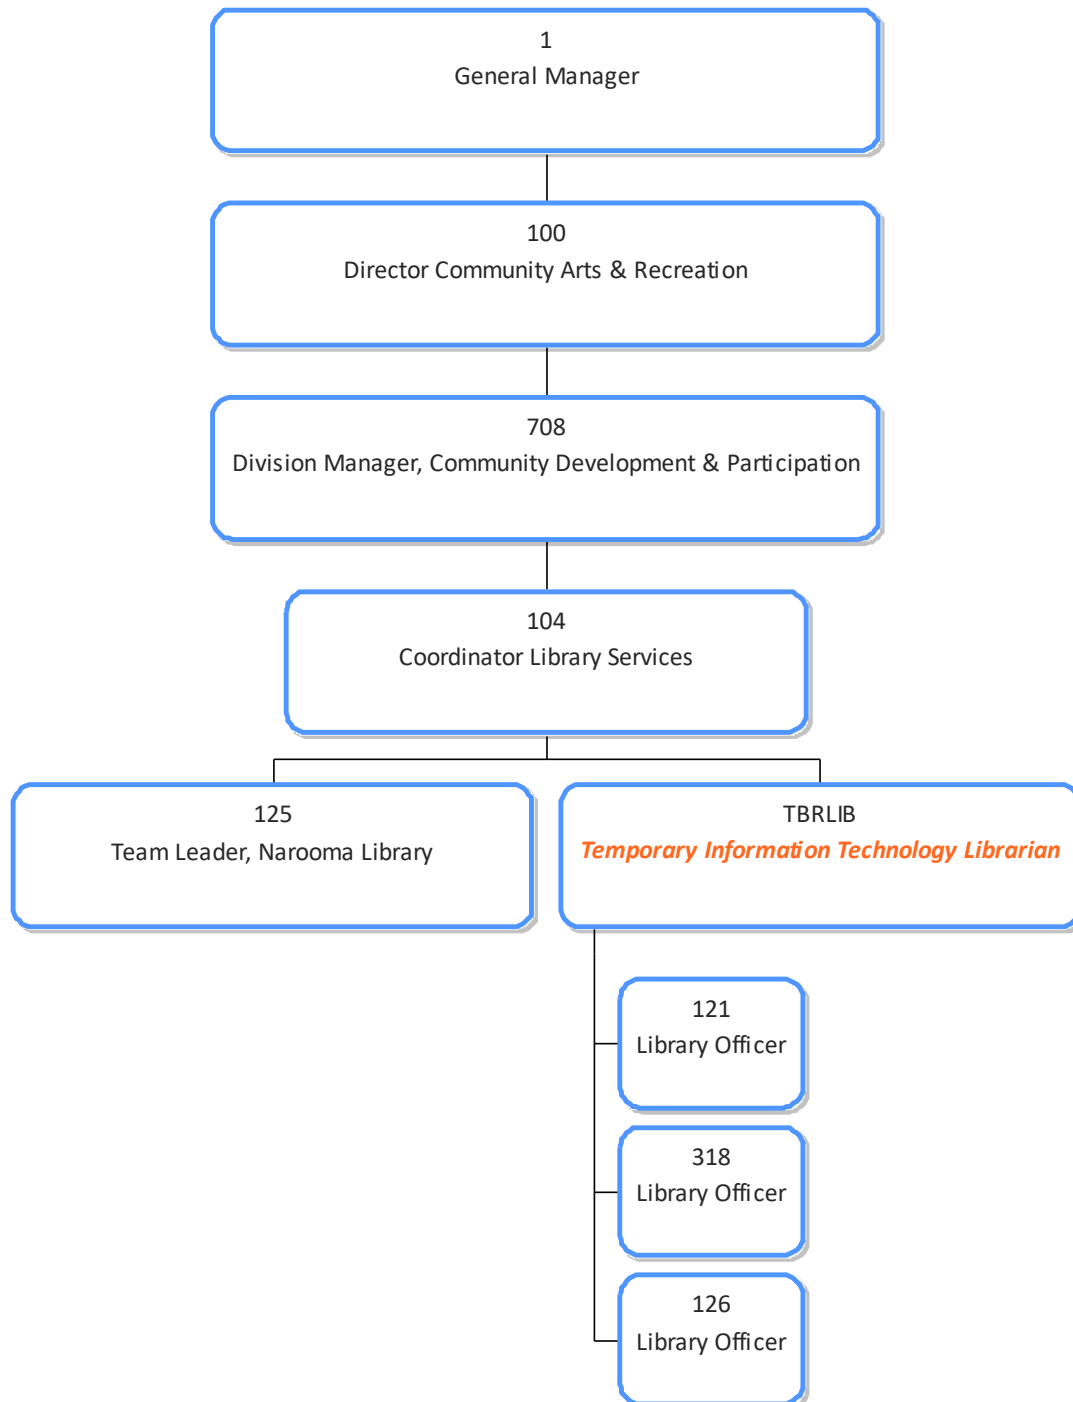 1
General Manager
100
Director Community Arts & Recreation
708
Division Manager, Community Development & Participation
104
Coordinator Library Services
125
Team Leader, Narooma Library
TBRLIB
Temporary Information Technology Librarian
121
Library Officer
318
Library Officer
126
Library Officer